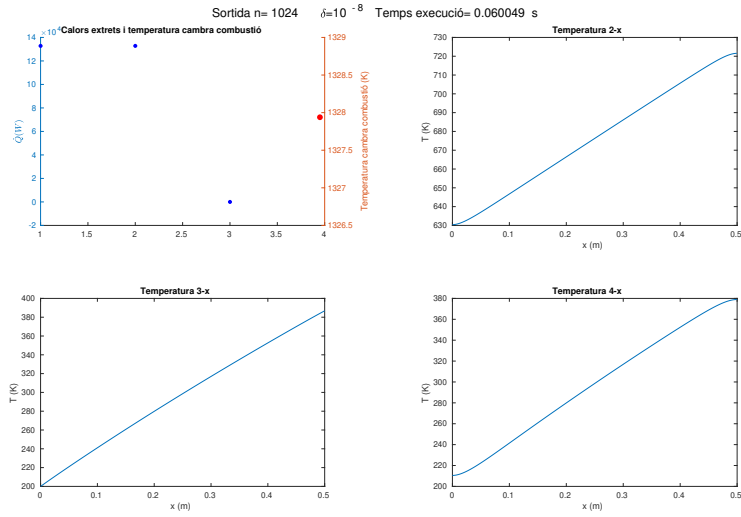 Sortida n= 1024 δ=10 -8 Temps execució= 0.060049 s
×10⁴ Calors extrets i temperatura cambra combustió
14
12
10
8
6
4
2
0
-2
Q̇(W)
1 1.5 2 2.5 3 3.5 4
1329
1328
1327.5
1327
1326.5
Temperatura cambra combustió (K)
Temperatura 2-x
730
720
710
700
690
680
670
660
650
640
630
T (K)
0 0.1 0.2 0.3 0.4 0.5
x (m)
Temperatura 3-x
400
380
360
340
320
300
280
260
240
220
200
T (K)
0 0.1 0.2 0.3 0.4 0.5
x (m)
Temperatura 4-x
380
360
340
320
300
280
260
240
220
200
T (K)
0 0.1 0.2 0.3 0.4 0.5
x (m)